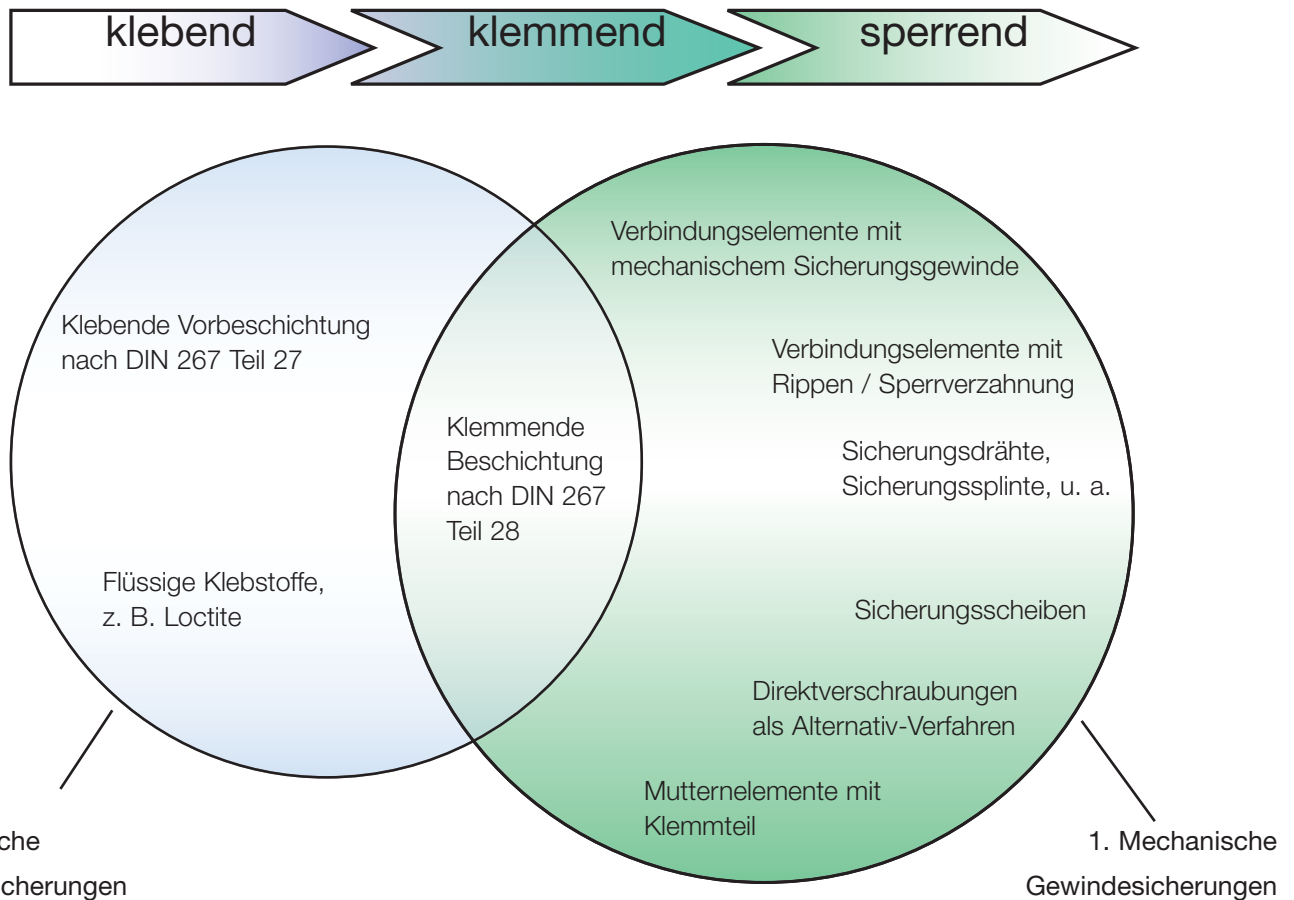 klebend
klemmend
sperrend
Verbindungselemente mit
mechanischem Sicherungsgewinde
Klebende Vorbeschichtung
nach DIN 267 Teil 27
Verbindungselemente mit
Rippen / Sperrverzahnung
Klemmende
Beschichtung
nach DIN 267
Teil 28
Sicherungsdrähte,
Sicherungssplinte, u. a.
Flüssige Klebstoffe,
z. B. Loctite
Sicherungsscheiben
Direktverschraubungen
als Alternativ-Verfahren
Mutternelemente mit
Klemmteil
che
cherungen
1. Mechanische
Gewindesicherungen